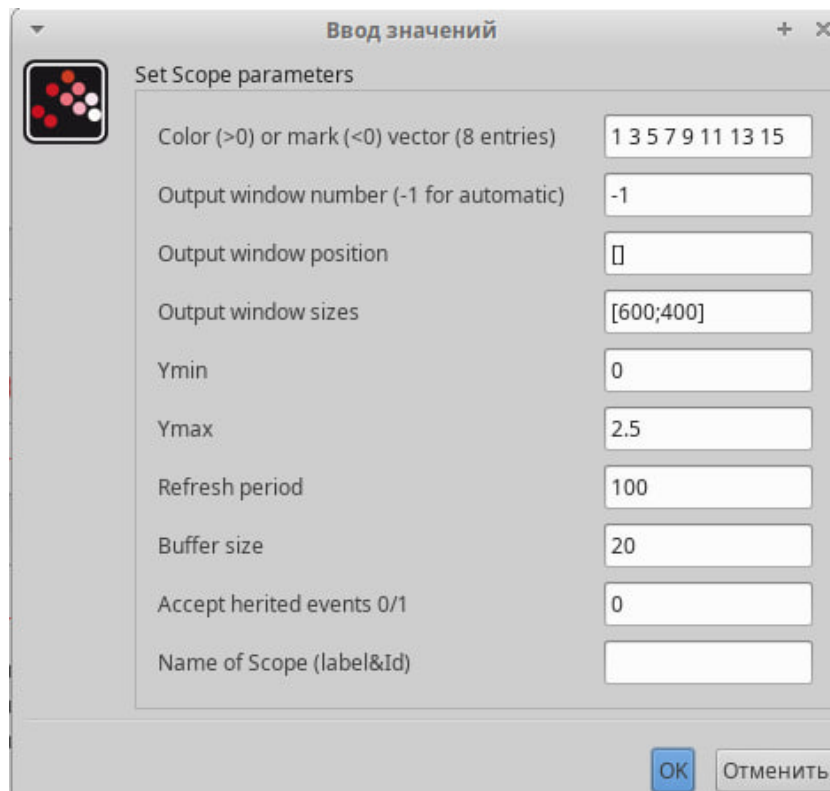 Ввод значений
Set Scope parameters
Color (>0) or mark (<0) vector (8 entries) 1 3 5 7 9 11 13 15
Output window number (-1 for automatic) -1
Output window position []
Output window sizes [600;400]
Ymin 0
Ymax 2.5
Refresh period 100
Buffer size 20
Accept herited events 0/1 0
Name of Scope (label&Id)
OK Отменить